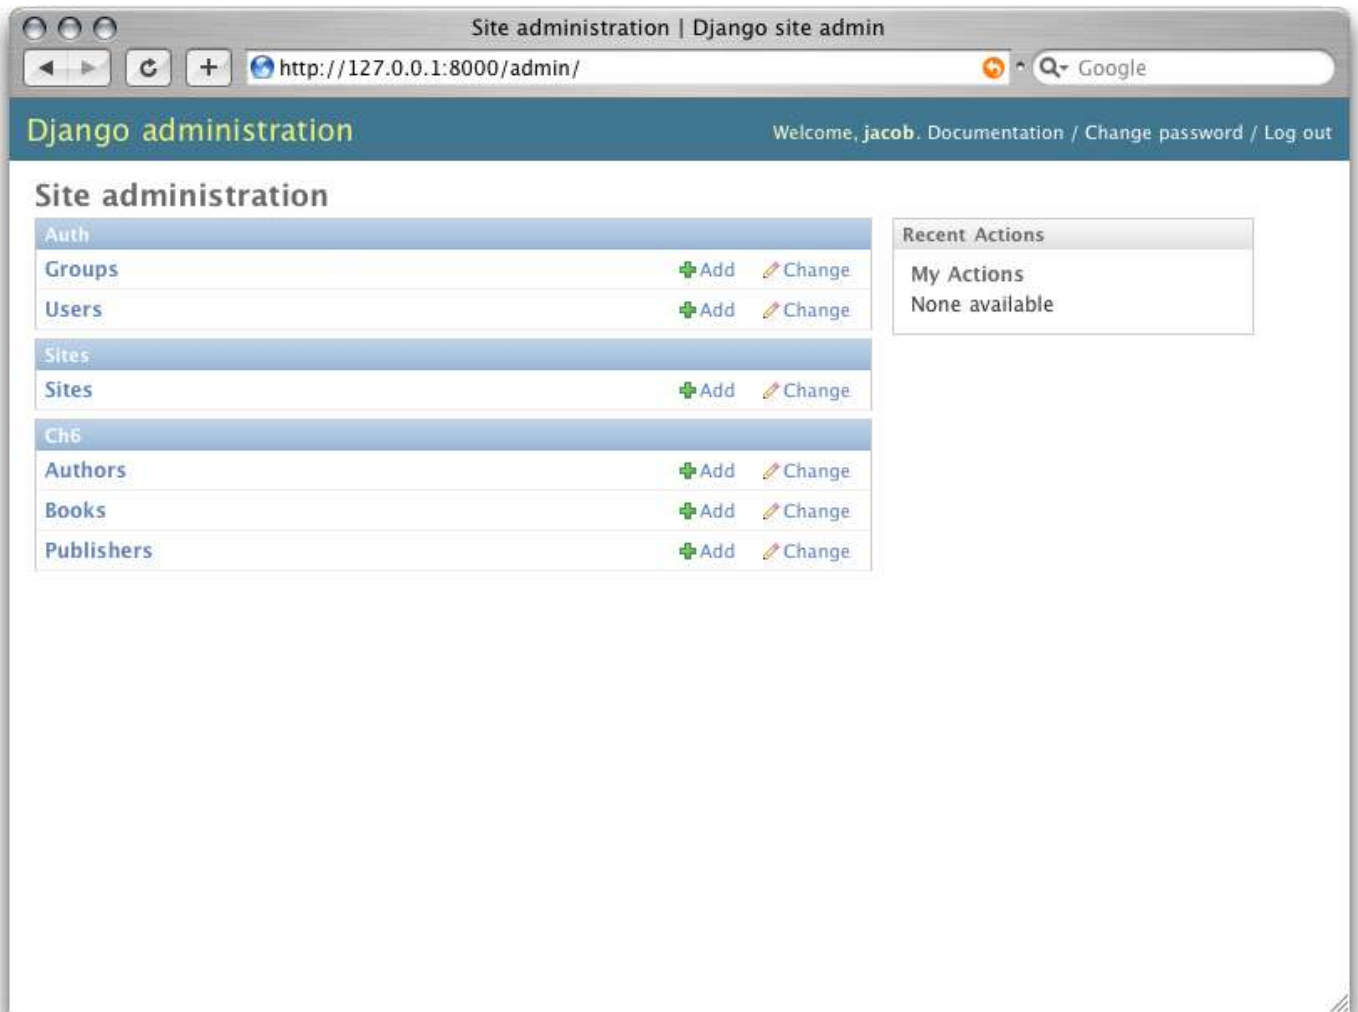 Site administration | Django site admin
http://127.0.0.1:8000/admin/
Google
Django administration
Welcome, jacob. Documentation / Change password / Log out
Site administration
Auth
Groups Add Change
Users Add Change
Sites
Sites Add Change
Ch6
Authors Add Change
Books Add Change
Publishers Add Change
Recent Actions
My Actions
None available